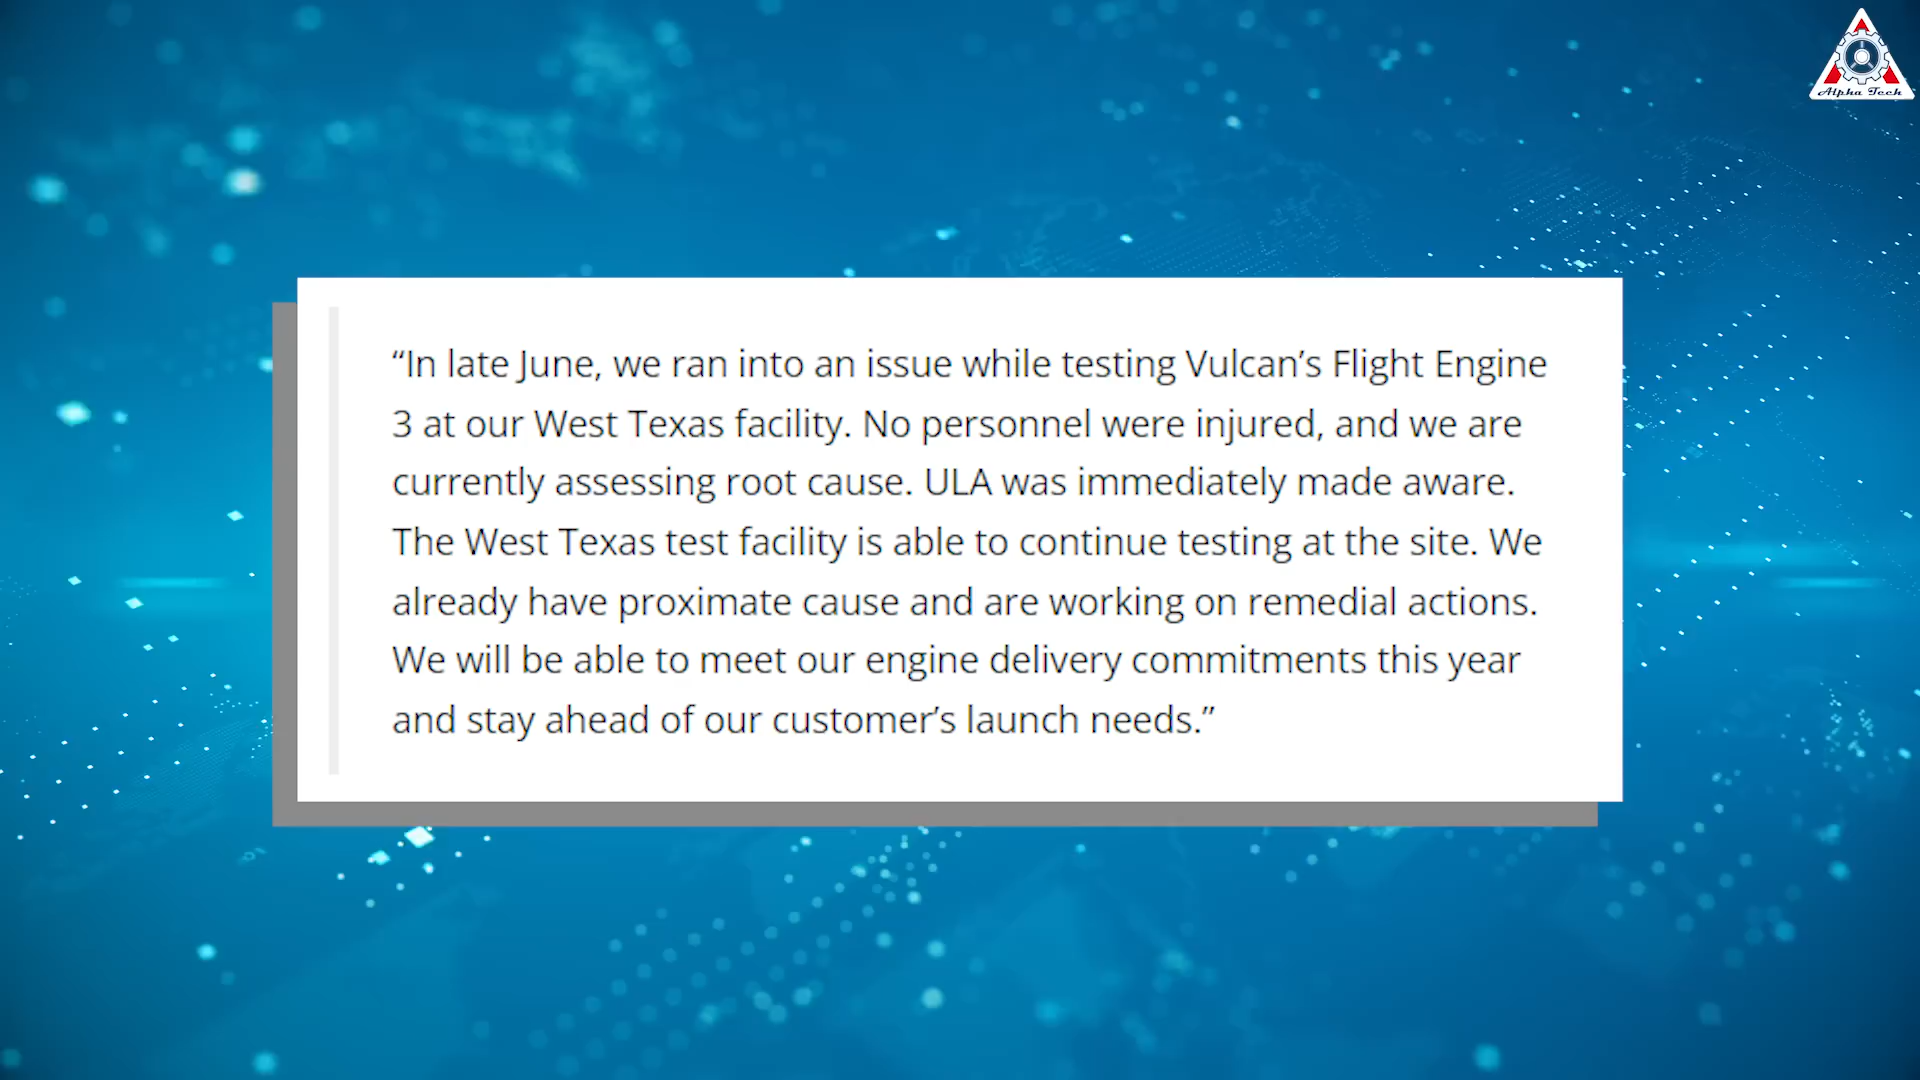 Alpha Tech
“In late June, we ran into an issue while testing Vulcan’s Flight Engine
3 at our West Texas facility. No personnel were injured, and we are
currently assessing root cause. ULA was immediately made aware.
The West Texas test facility is able to continue testing at the site. We
already have proximate cause and are working on remedial actions.
We will be able to meet our engine delivery commitments this year
and stay ahead of our customer’s launch needs.”